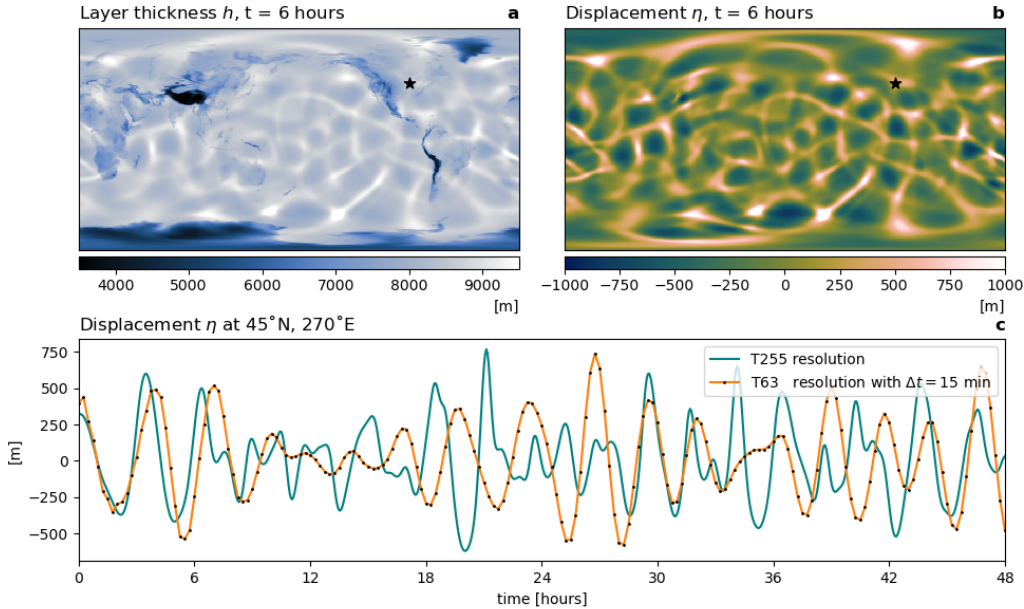 Layer thickness h, t = 6 hours a
Displacement η, t = 6 hours b
4000 5000 6000 7000 8000 9000
[m]
−1000 −750 −500 −250 0 250 500 750 1000
[m]
Displacement η at 45˚N, 270˚E c
T255 resolution
T63 resolution with Δt = 15 min
750
500
250
0
−250
−500
[m]
0 6 12 18 24 30 36 42 48
time [hours]